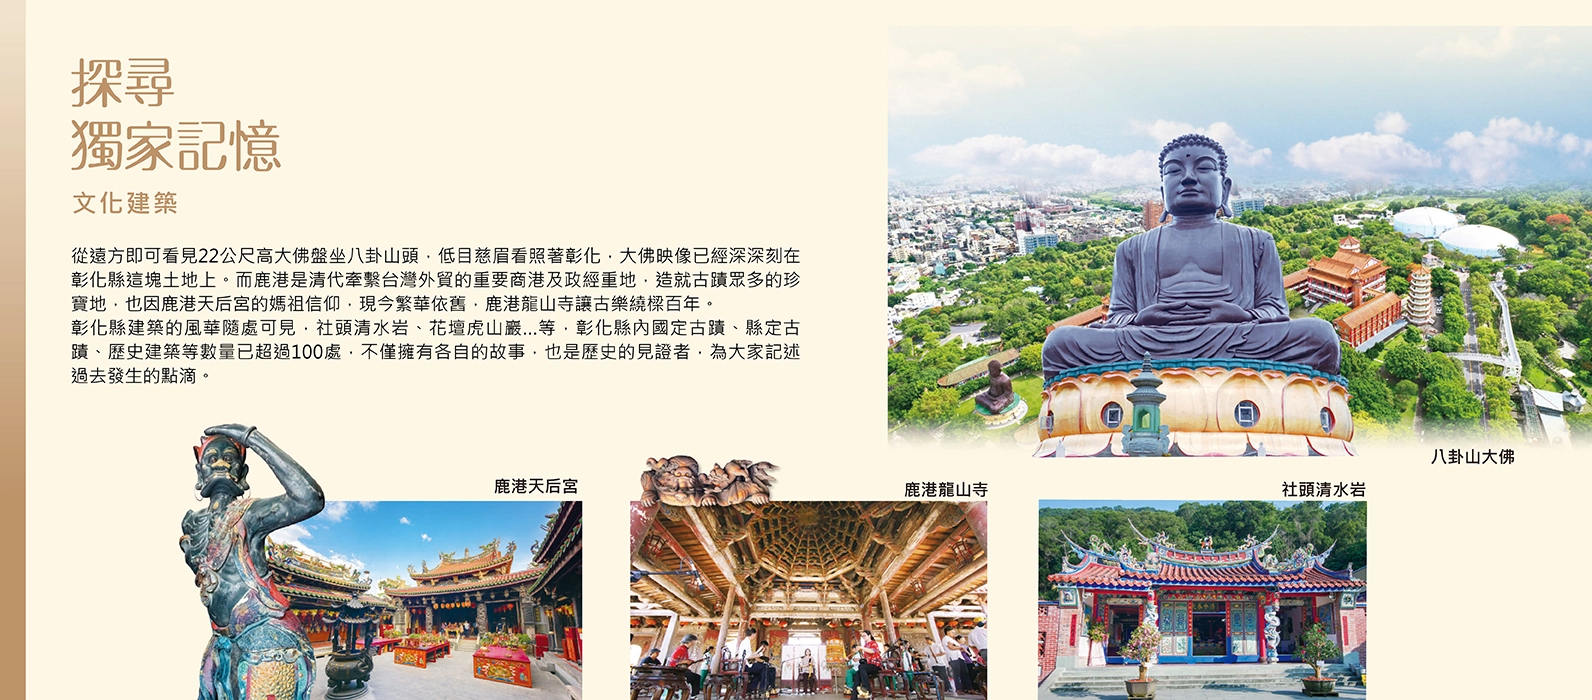 探尋
獨家記憶
文化建築
從遠方即可看見22公尺高大佛盤坐八卦山頭，低目慈眉看照著彰化，大佛映像已經深深刻在
彰化縣這塊土地上。而鹿港是清代牽繫台灣外貿的重要商港及政經重地，造就古蹟眾多的珍
寶地，也因鹿港天后宮的媽祖信仰，現今繁華依舊，鹿港龍山寺讓古樂繞樑百年。
彰化縣建築的風華隨處可見，社頭清水岩、花壇虎山巖...等，彰化縣內國定古蹟、縣定古
蹟、歷史建築等數量已超過100處，不僅擁有各自的故事，也是歷史的見證者，為大家記述
過去發生的點滴。
八卦山大佛
鹿港天后宮
鹿港龍山寺
社頭清水岩